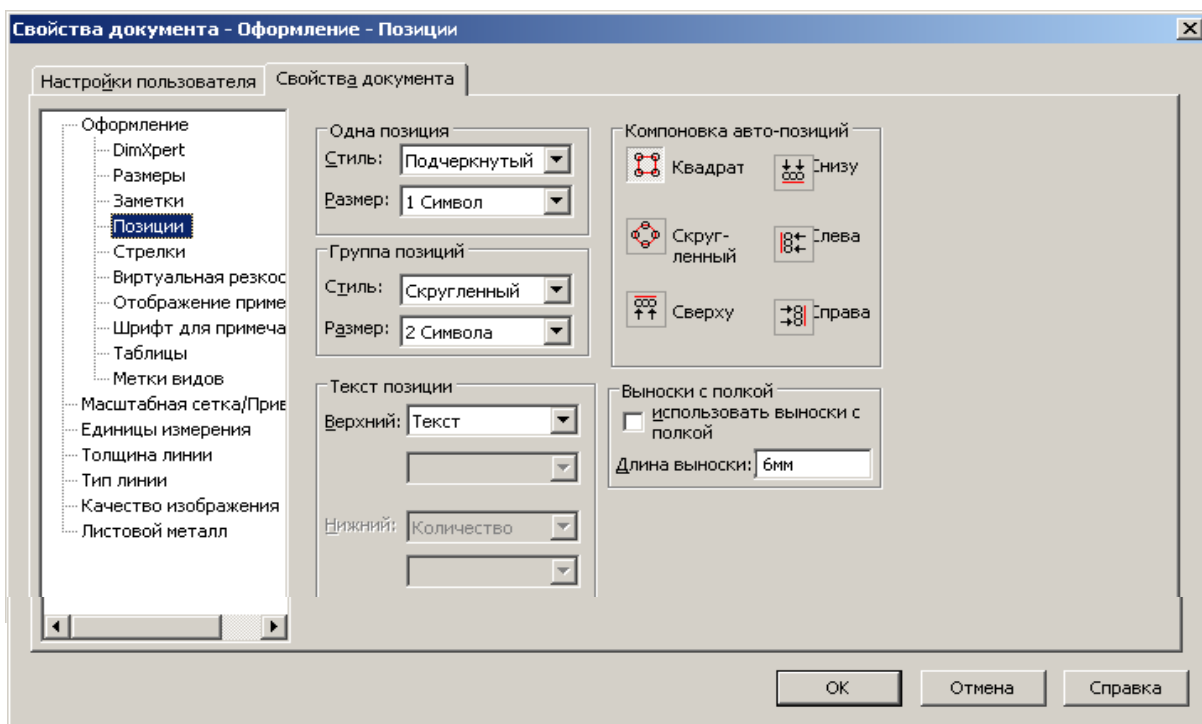 Свойства документа - Оформление - Позиции
Настройки пользователя
Свойства документа
Оформление
DimXpert
Размеры
Заметки
Позиции
Стрелки
Виртуальная резкос
Отображение приме
Шрифт для примеча
Таблицы
Метки видов
Масштабная сетка/Прив
Единицы измерения
Толщина линии
Тип линии
Качество изображения
Листовой металл
Одна позиция
Стиль: Подчеркнутый
Размер: 1 Символ
Группа позиций
Стиль: Скругленный
Размер: 2 Символа
Текст позиции
Верхний: Текст
Нижний: Количество
Компоновка авто-позиций
Квадрат
Снизу
Скруг-
ленный
Слева
Сверху
Справа
Выноски с полкой
использовать выноски с
полкой
Длина выноски: 6мм
OK
Отмена
Справка